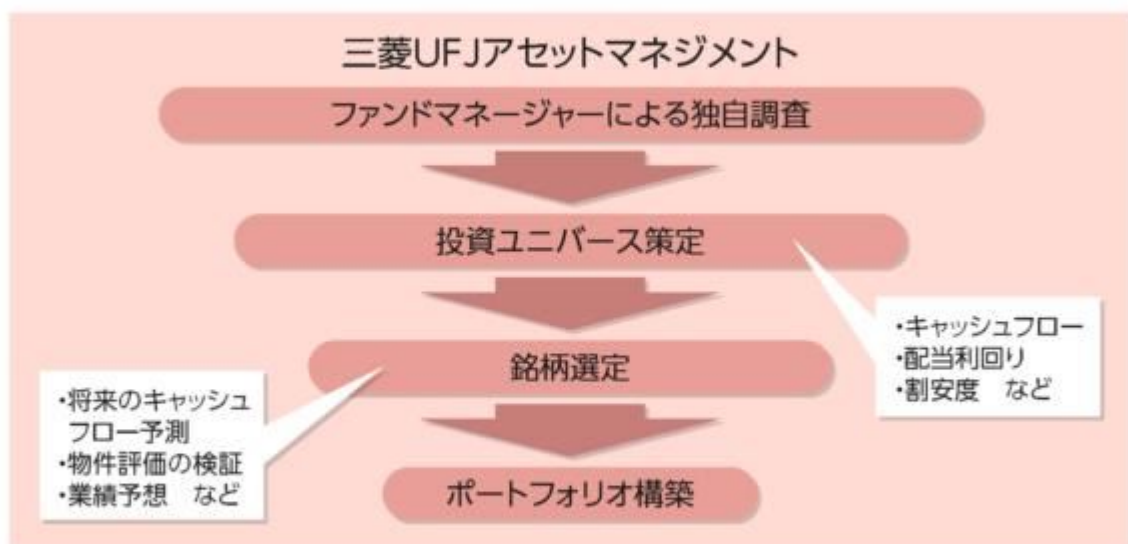 三菱UFJアセットマネジメント
ファンドマネージャーによる独自調査
投資ユニバース策定
・キャッシュフロー
・配当利回り
・割安度　など
銘柄選定
・将来のキャッシュ
フロー予測
・物件評価の検証
・業績予想　など
ポートフォリオ構築